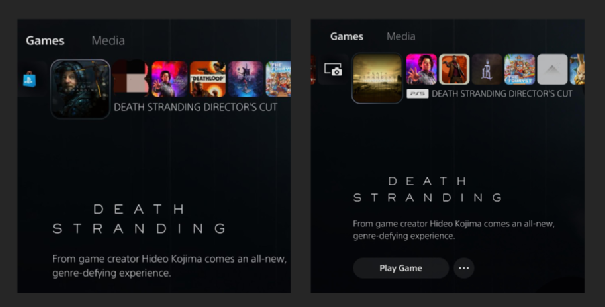 Games Media
DEATHLOOP
DEATH STRANDING DIRECTOR'S CUT
DEATH
STRANDING
From game creator Hideo Kojima comes an all-new,
genre-defying experience.
Games Media
PS5 DEATH STRANDING DIRECTOR'S CUT
DEATH
STRANDING
From game creator Hideo Kojima comes an all-new,
genre-defying experience.
Play Game